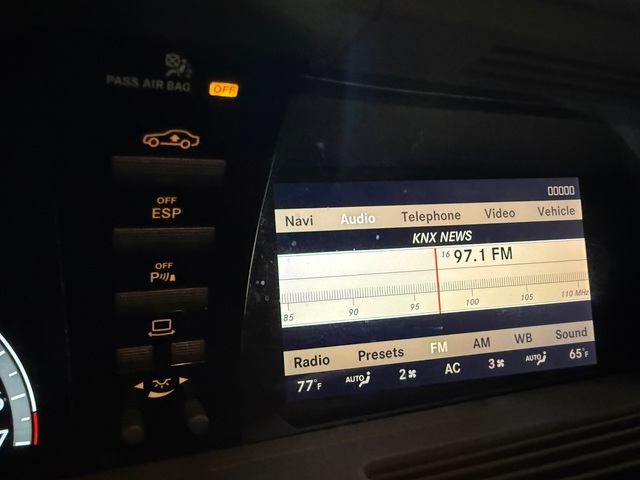 PASS AIR BAG OFF
OFF
ESP
OFF
P
Navi Audio Telephone Video Vehicle
KNX NEWS
16 97.1 FM
85 90 95 100 105 110 MHz
Radio Presets FM AM WB Sound
77°F AUTO 2 AC 3 AUTO 65°F
7